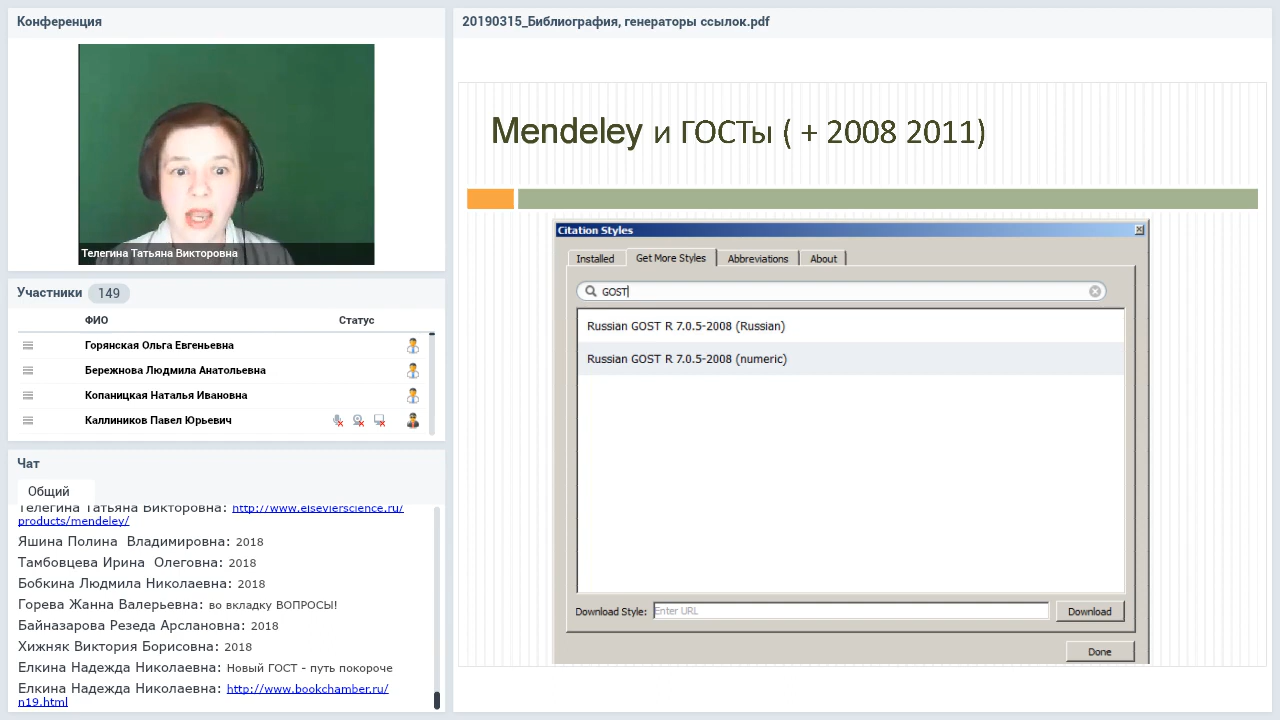 Конференция
Телегина Татьяна Викторовна
Участники 149
ФИО Статус
Горянская Ольга Евгеньевна
Бережнова Людмила Анатольевна
Копаницкая Наталья Ивановна
Каллиников Павел Юрьевич
Чат
Общий
Телегина Татьяна Викторовна: http://www.elsevierscience.ru/
products/mendeley/
Яшина Полина Владимировна: 2018
Тамбовцева Ирина Олеговна: 2018
Бобкина Людмила Николаевна: 2018
Горева Жанна Валерьевна: во вкладку ВОПРОСЫ!
Байназарова Резеда Арслановна: 2018
Хижняк Виктория Борисовна: 2018
Елкина Надежда Николаевна: Новый ГОСТ - путь покороче
Елкина Надежда Николаевна: http://www.bookchamber.ru/
n19.html
20190315_Библиография, генераторы ссылок.pdf
Mendeley и ГОСТы ( + 2008 2011)
Citation Styles
Installed Get More Styles Abbreviations About
GOST
Russian GOST R 7.0.5-2008 (Russian)
Russian GOST R 7.0.5-2008 (numeric)
Download Style: Enter URL Download
Done